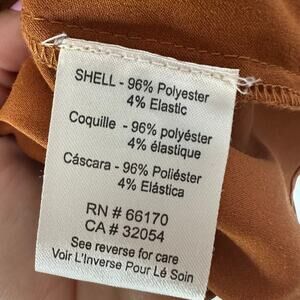 SHELL - 96% Polyester
4% Elastic
Coquille - 96% polyéster
4% élastique
Cáscara - 96% Poliéster
4% Elástica
RN # 66170
CA # 32054
See reverse for care
Voir L'inverse Pour Lé Soin